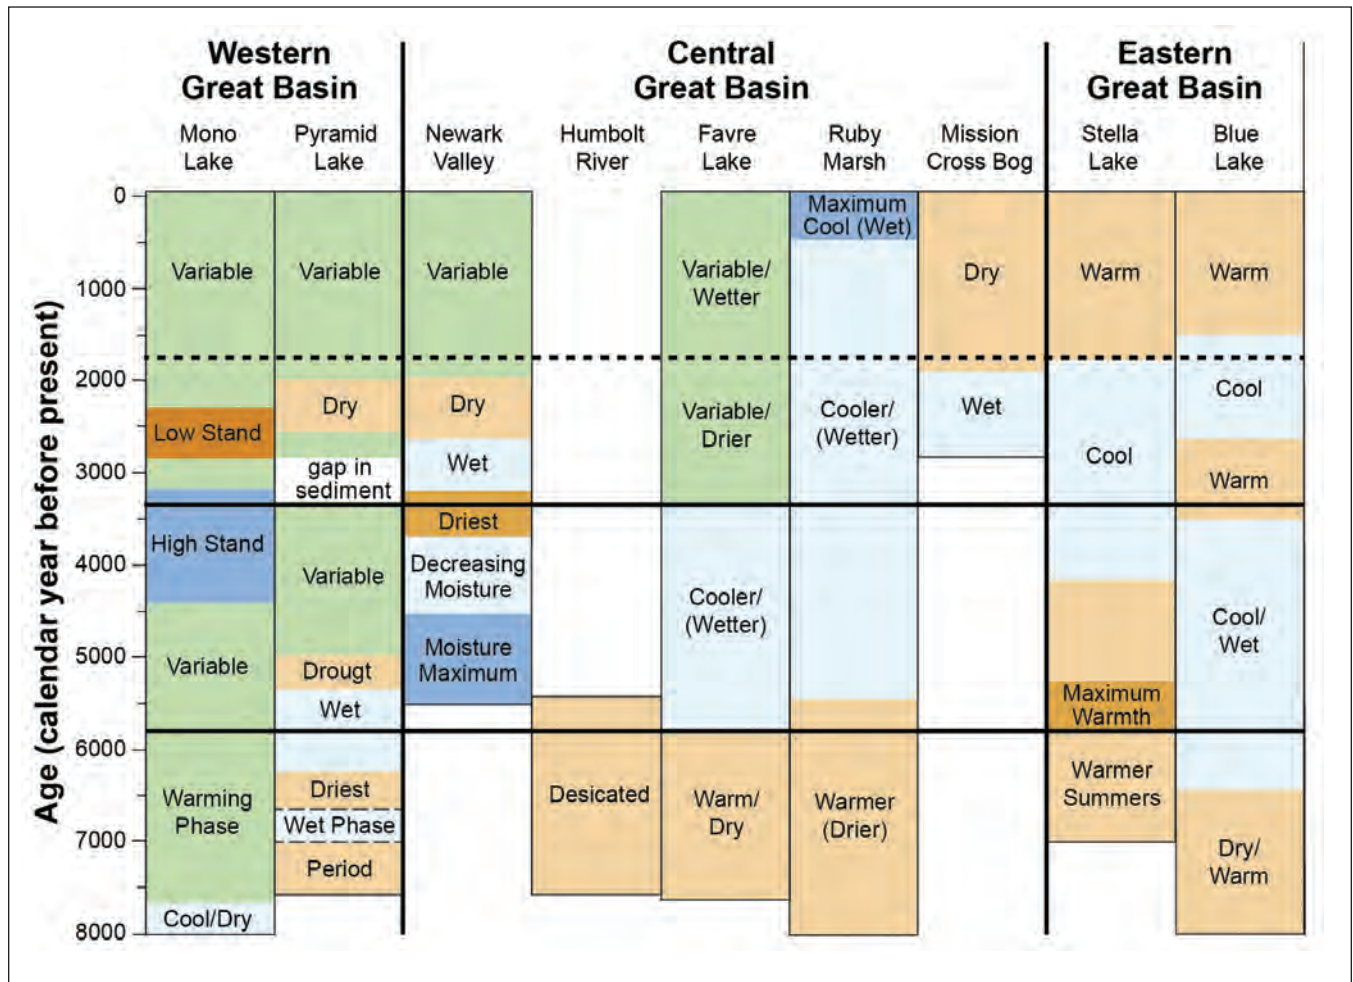 Western
Great Basin
Central
Great Basin
Eastern
Great Basin
Mono
Lake
Pyramid
Lake
Newark
Valley
Humbolt
River
Favre
Lake
Ruby
Marsh
Mission
Cross Bog
Stella
Lake
Blue
Lake
Age (calendar year before present)
0
1000
2000
3000
4000
5000
6000
7000
8000
Variable
Low Stand
High Stand
Variable
Warming
Phase
Cool/Dry
Variable
Dry
gap in
sediment
Variable
Drougt
Wet
Driest
Wet Phase
Period
Variable
Dry
Wet
Driest
Decreasing
Moisture
Moisture
Maximum
Desicated
Variable/
Wetter
Variable/
Drier
Cooler/
(Wetter)
Warm/
Dry
Maximum
Cool (Wet)
Cooler/
(Wetter)
Warmer
(Drier)
Dry
Wet
Warm
Cool
Maximum
Warmth
Warmer
Summers
Warm
Cool
Warm
Cool/
Wet
Dry/
Warm